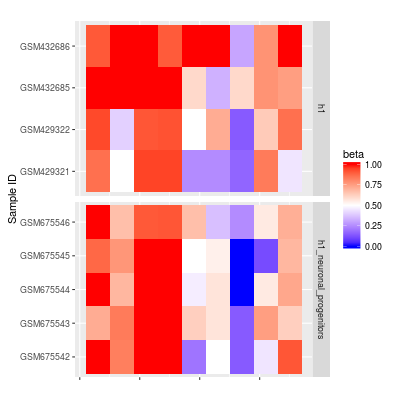 GSM432686
GSM432685
GSM429322
GSM429321
h1
GSM675546
GSM675545
GSM675544
GSM675543
GSM675542
h1_neuronal_progenitors
Sample ID
beta
1.00
0.75
0.50
0.25
0.00